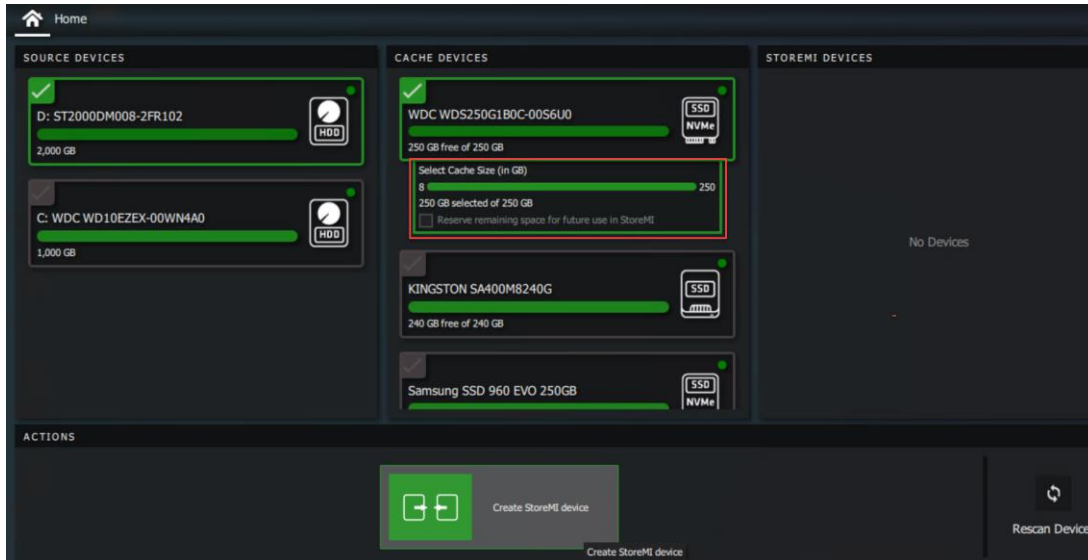 Home
SOURCE DEVICES
D: ST2000DM008-2FR102
HDD
2,000 GB
C: WDC WD10EZEX-00WN4A0
HDD
1,000 GB
CACHE DEVICES
WDC WDS250G1B0C-00S6U0
SSD
NVMe
250 GB free of 250 GB
Select Cache Size (in GB)
8 250
250 GB selected of 250 GB
Reserve remaining space for future use in StoreMI
KINGSTON SA400M8240G
SSD
240 GB free of 240 GB
Samsung SSD 960 EVO 250GB
SSD
NVMe
STOREMI DEVICES
No Devices
ACTIONS
Create StoreMI device
Create StoreMI device
Rescan Device